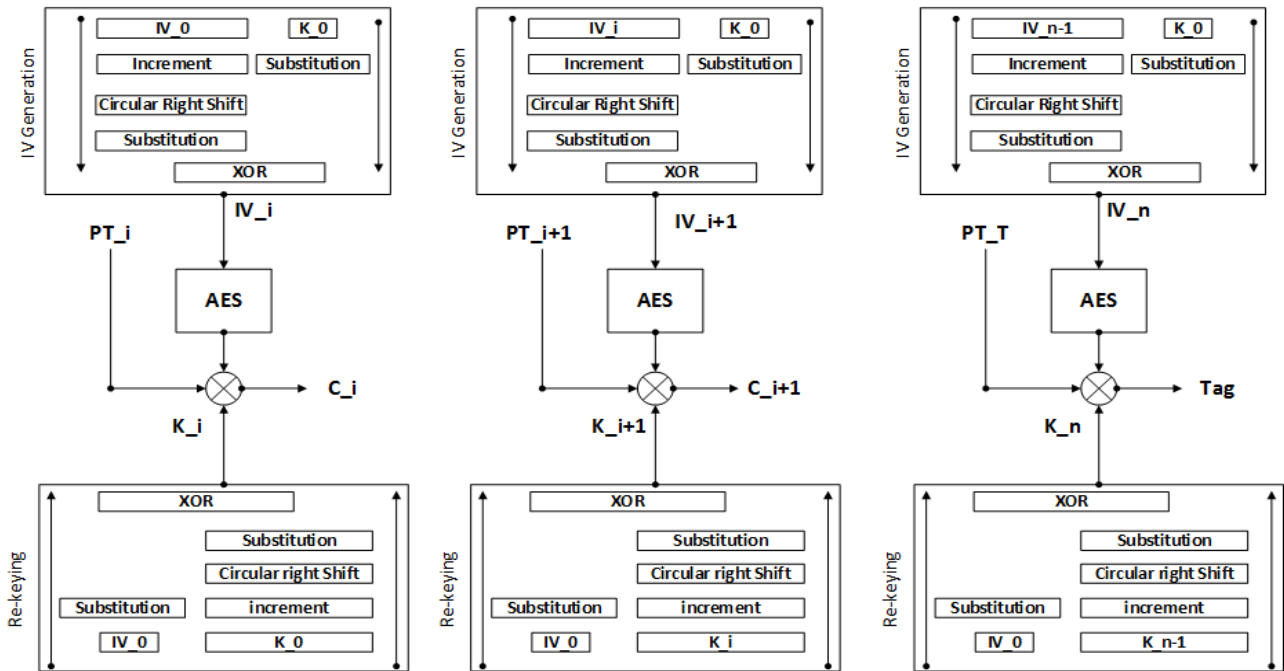 IV Generation
IV_0
K_0
Increment
Substitution
Circular Right Shift
Substitution
XOR
IV_i
PT_i
AES
C_i
K_i
Re-keying
XOR
Substitution
Circular right Shift
Substitution
increment
IV_0
K_0
IV Generation
IV_i
K_0
Increment
Substitution
Circular Right Shift
Substitution
XOR
IV_i+1
PT_i+1
AES
C_i+1
K_i+1
Re-keying
XOR
Substitution
Circular right Shift
Substitution
increment
IV_0
K_i
IV Generation
IV_n-1
K_0
Increment
Substitution
Circular Right Shift
Substitution
XOR
IV_n
PT_T
AES
Tag
K_n
Re-keying
XOR
Substitution
Circular right Shift
Substitution
increment
IV_0
K_n-1